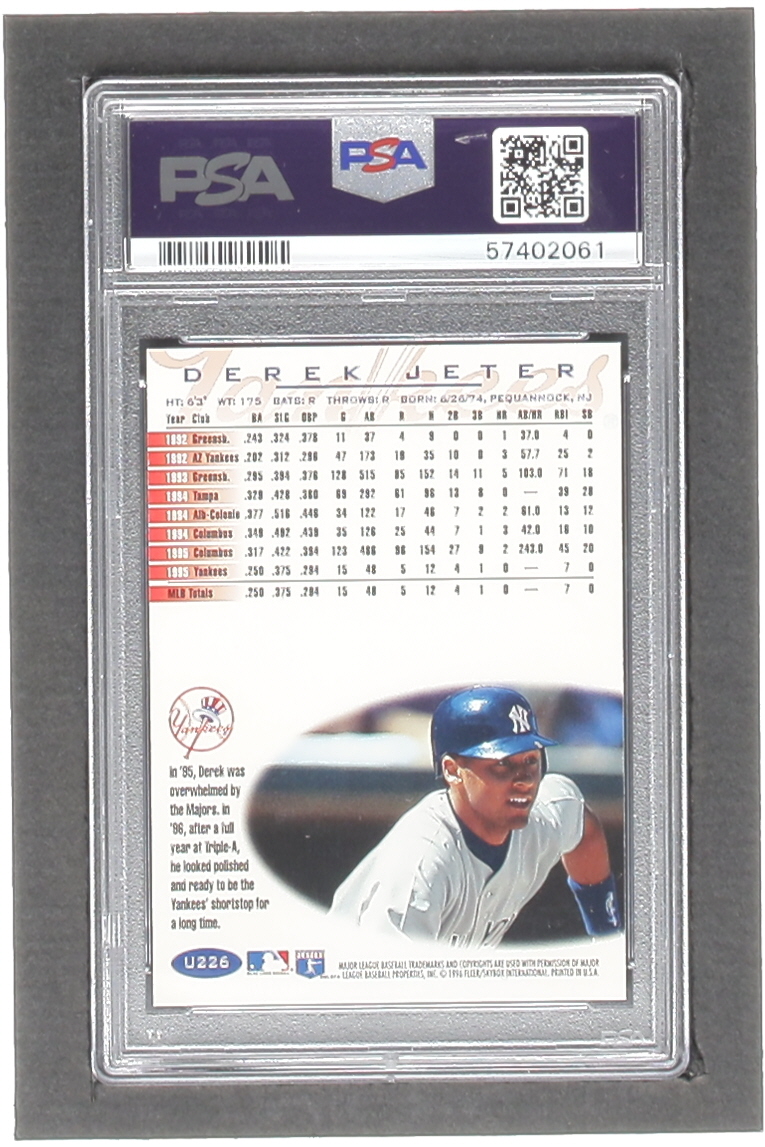 PSA
PSA
57402061
Yankees
DEREK JETER
HT: 6'3" WT: 175 BATS: R THROWS: R BORN: 6/26/74, PEQUANNOCK, NJ
Year Club BA SLG OBP G AB R H 2B 3B HR AB/HR RBI SB
1992 Greensb. .243 .324 .378 11 37 4 9 0 0 1 37.0 4 0
1992 AZ Yankees .202 .312 .296 47 173 19 35 10 0 3 57.7 25 2
1993 Greensb. .295 .394 .376 128 515 85 152 14 11 5 103.0 71 18
1994 Tampa .329 .428 .380 69 292 61 96 13 8 0 — 39 28
1994 Alb-Colonie .377 .516 .446 34 122 17 46 7 2 2 61.0 13 12
1994 Columbus .349 .492 .439 35 126 25 44 7 1 3 42.0 16 10
1995 Columbus .317 .422 .394 123 486 96 154 27 9 2 243.0 45 20
1995 Yankees .250 .375 .294 15 48 5 12 4 1 0 — 7 0
MLB Totals .250 .375 .294 15 48 5 12 4 1 0 — 7 0
Yankees
NY
In '95, Derek was
overwhelmed by
the Majors. In
'96, after a full
year at Triple-A,
he looked polished
and ready to be the
Yankees' shortstop for
a long time.
U226
MAJOR LEAGUE BASEBALL TRADEMARKS AND COPYRIGHTS ARE USED WITH PERMISSION OF MAJOR
LEAGUE BASEBALL PROPERTIES, INC. © 1996 FLEER/SKYBOX INTERNATIONAL. PRINTED IN U.S.A.
PSA